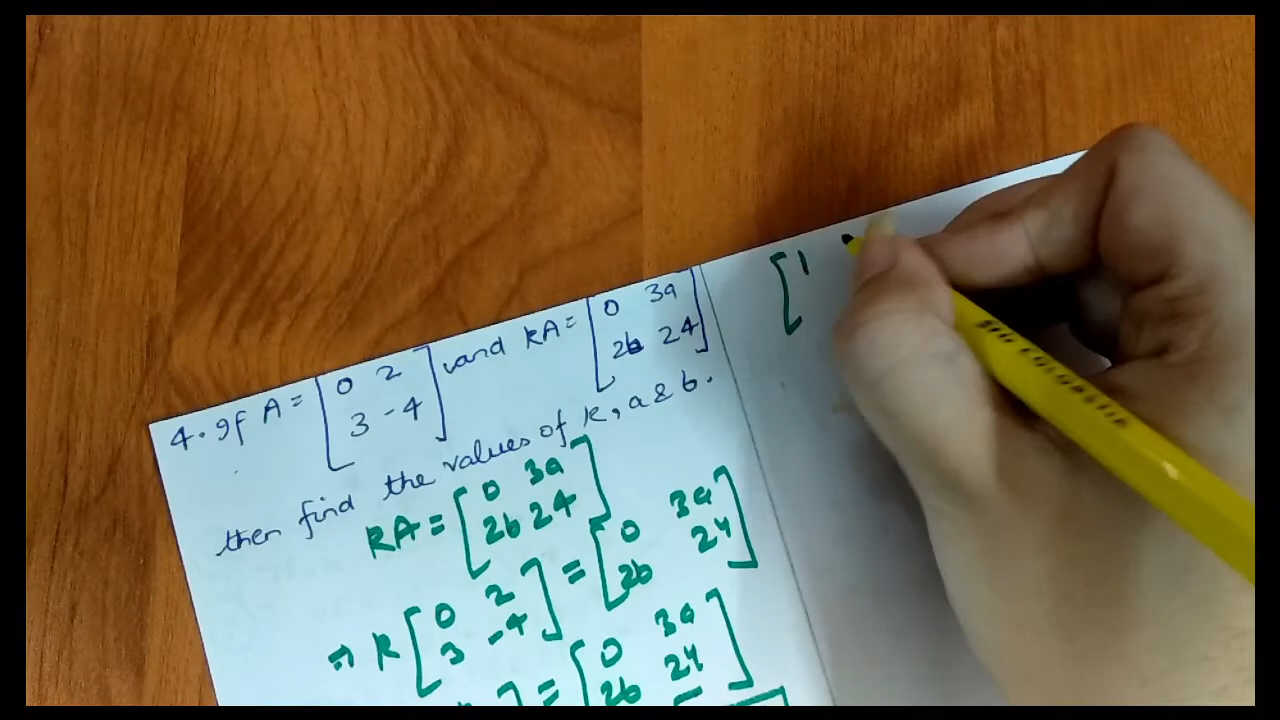 4. If A = [0 2 3 -4] and kA = [0 3a 2b 24]
then find the values of k, a & b.
kA = [0 3a 2b 24]
⇒ k [0 2 3 -4] = [0 3a 2b 24]
] = [0 3a 2b 24]
[1